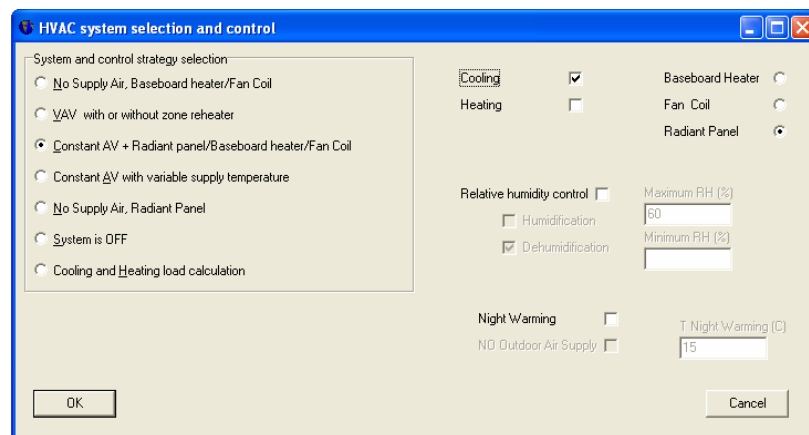 HVAC system selection and control
System and control strategy selection
No Supply Air, Baseboard heater/Fan Coil
VAV with or without zone reheater
Constant AV + Radiant panel/Baseboard heater/Fan Coil
Constant AV with variable supply temperature
No Supply Air, Radiant Panel
System is OFF
Cooling and Heating load calculation
Cooling
Heating
Baseboard Heater
Fan Coil
Radiant Panel
Relative humidity control
Humidification
Dehumidification
Maximum RH (%)
60
Minimum RH (%)
Night Warming
NO Outdoor Air Supply
T Night Warming (C)
15
OK
Cancel